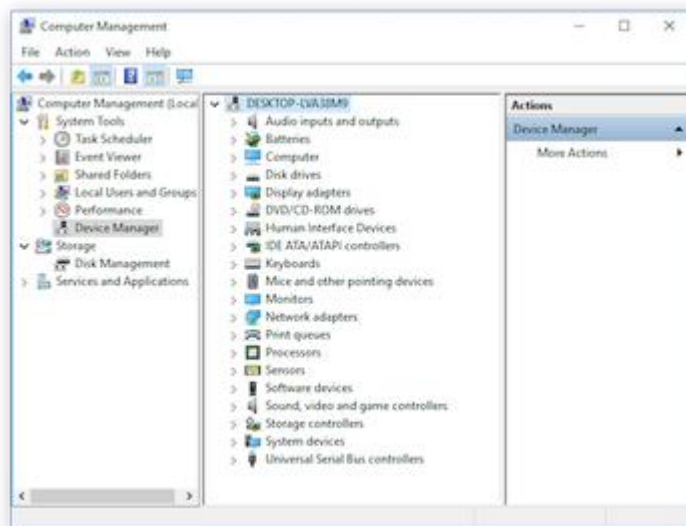 Computer Management
File Action View Help
Computer Management (Local
System Tools
Task Scheduler
Event Viewer
Shared Folders
Local Users and Groups
Performance
Device Manager
Storage
Disk Management
Services and Applications
DESKTOP-LVA38M9
Audio inputs and outputs
Batteries
Computer
Disk drives
Display adapters
DVD/CD-ROM drives
Human Interface Devices
IDE ATA/ATAPI controllers
Keyboards
Mice and other pointing devices
Monitors
Network adapters
Print queues
Processors
Sensors
Software devices
Sound, video and game controllers
Storage controllers
System devices
Universal Serial Bus controllers
Actions
Device Manager
More Actions